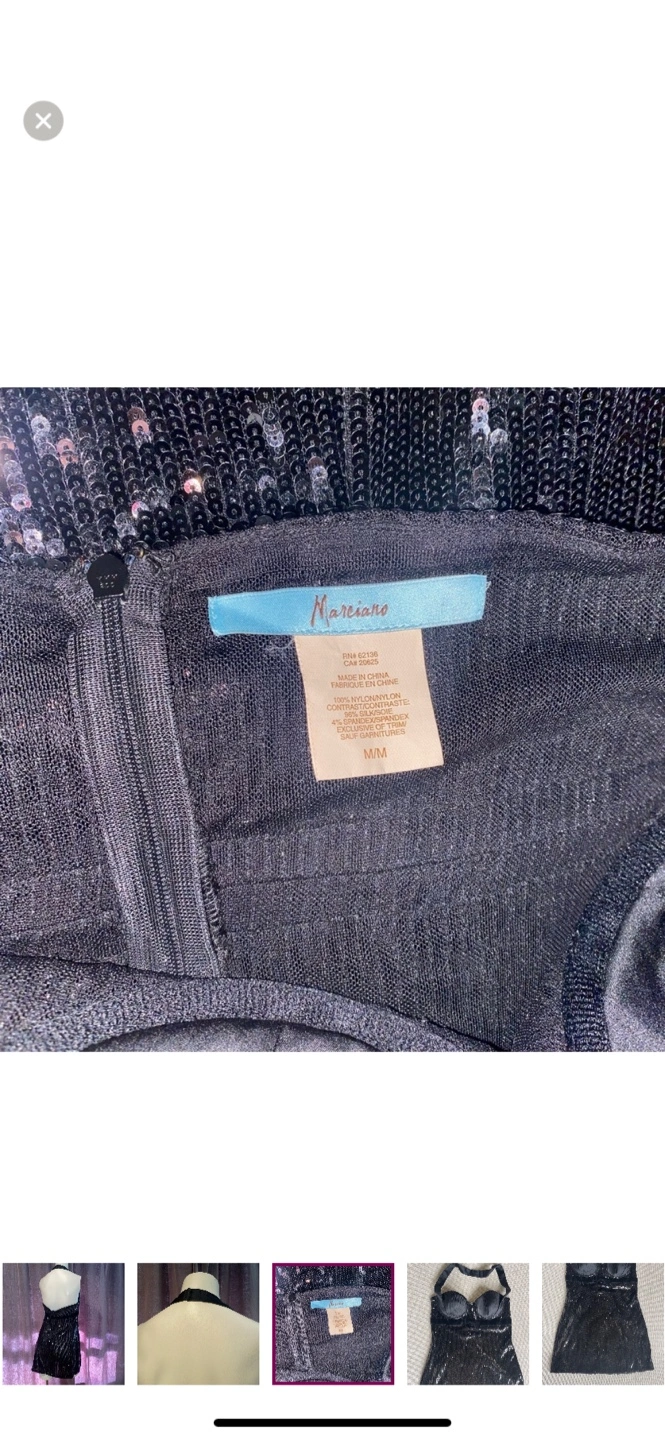 Marciano
RN# 62136
CA# 20625
MADE IN CHINA
FABRIQUE EN CHINE
100% NYLON/NYLON
CONTRAST/CONTRASTE:
96% SILK/SOIE
4% SPANDEX/SPANDEX
EXCLUSIVE OF TRIM/
SAUF GARNITURES
M/M